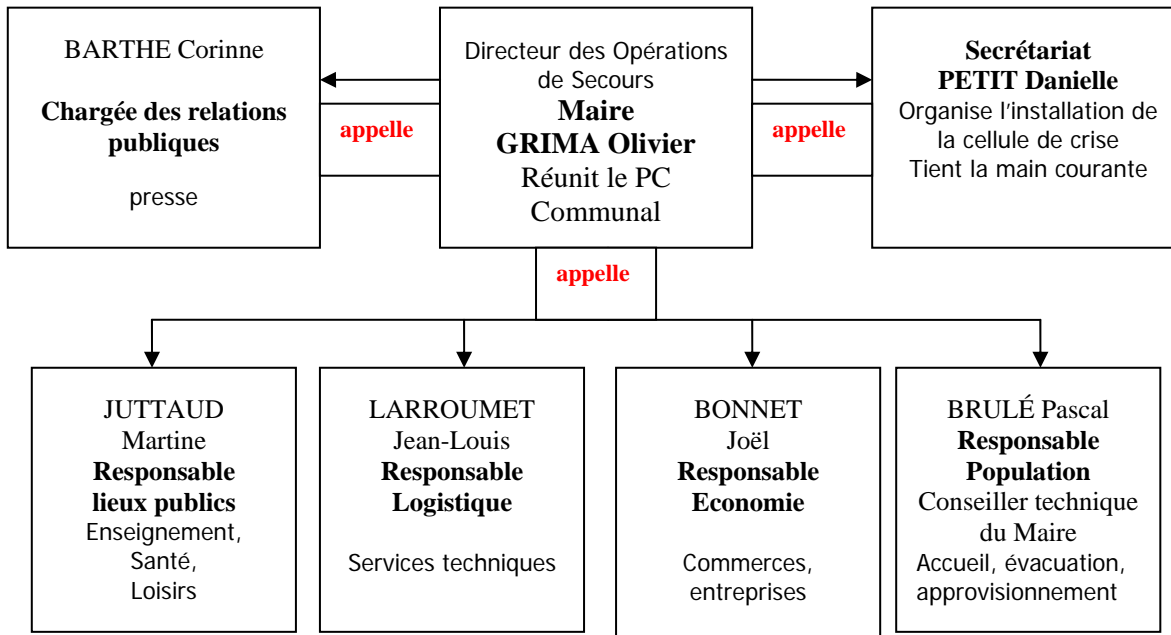 BARTHE Corinne
Chargée des relations
publiques
presse
appelle
Directeur des Opérations
de Secours
Maire
GRIMA Olivier
Réunit le PC
Communal
appelle
Secrétariat
PETIT Danielle
Organise l'installation de
la cellule de crise
Tient la main courante
appelle
JUTTAUD
Martine
Responsable
lieux publics
Enseignement,
Santé,
Loisirs
LARROUMET
Jean-Louis
Responsable
Logistique
Services techniques
BONNET
Joël
Responsable
Economie
Commerces,
entreprises
BRULÉ Pascal
Responsable
Population
Conseiller technique
du Maire
Accueil, évacuation,
approvisionnement